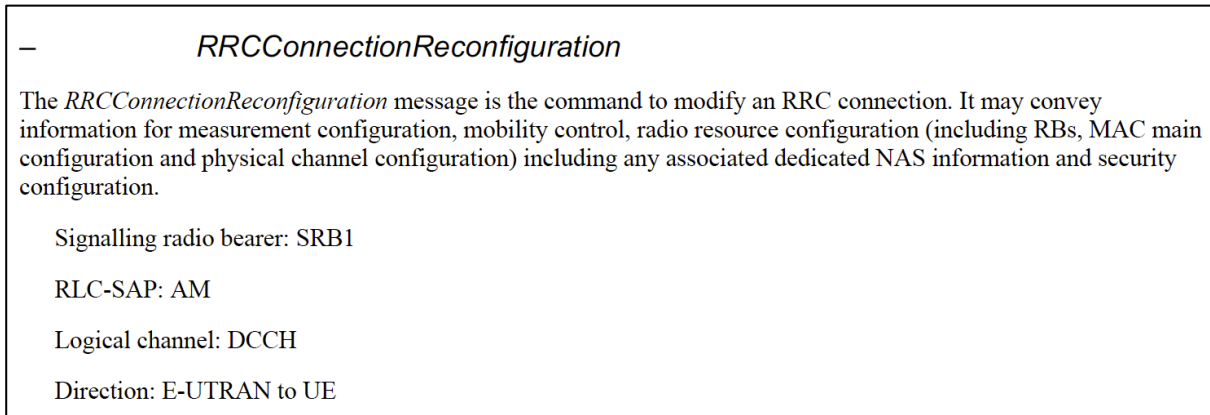 – RRCConnectionReconfiguration
The RRCConnectionReconfiguration message is the command to modify an RRC connection. It may convey
information for measurement configuration, mobility control, radio resource configuration (including RBs, MAC main
configuration and physical channel configuration) including any associated dedicated NAS information and security
configuration.
Signalling radio bearer: SRB1
RLC-SAP: AM
Logical channel: DCCH
Direction: E-UTRAN to UE